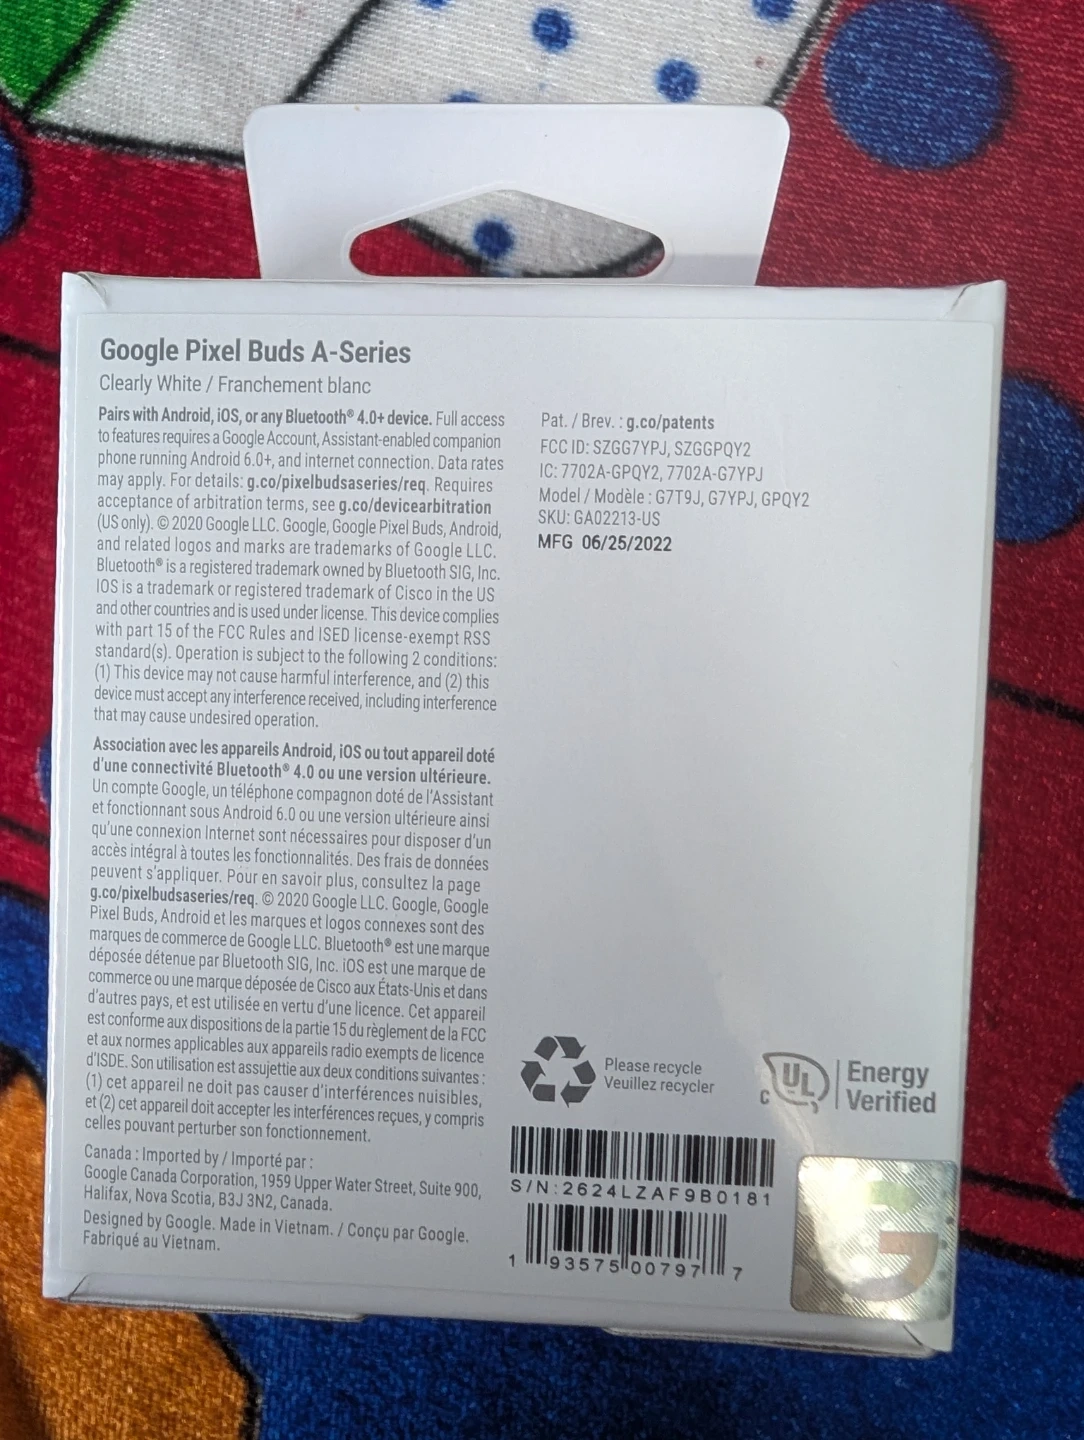 Google Pixel Buds A-Series
Clearly White / Franchement blanc
Pairs with Android, iOS, or any Bluetooth® 4.0+ device. Full access
to features requires a Google Account, Assistant-enabled companion
phone running Android 6.0+, and internet connection. Data rates
may apply. For details: g.co/pixelbudsaseries/req. Requires
acceptance of arbitration terms, see g.co/devicearbitration
(US only). © 2020 Google LLC. Google, Google Pixel Buds, Android,
and related logos and marks are trademarks of Google LLC.
Bluetooth® is a registered trademark owned by Bluetooth SIG, Inc.
IOS is a trademark or registered trademark of Cisco in the US
and other countries and is used under license. This device complies
with part 15 of the FCC Rules and ISED license-exempt RSS
standard(s). Operation is subject to the following 2 conditions:
(1) This device may not cause harmful interference, and (2) this
device must accept any interference received, including interference
that may cause undesired operation.
Association avec les appareils Android, iOS ou tout appareil doté
d'une connectivité Bluetooth® 4.0 ou une version ultérieure.
Un compte Google, un téléphone compagnon doté de l'Assistant
et fonctionnant sous Android 6.0 ou une version ultérieure ainsi
qu'une connexion Internet sont nécessaires pour disposer d'un
accès intégral à toutes les fonctionnalités. Des frais de données
peuvent s'appliquer. Pour en savoir plus, consultez la page
g.co/pixelbudsaseries/req. © 2020 Google LLC. Google, Google
Pixel Buds, Android et les marques et logos connexes sont des
marques de commerce de Google LLC. Bluetooth® est une marque
déposée détenue par Bluetooth SIG, Inc. iOS est une marque de
commerce ou une marque déposée de Cisco aux États-Unis et dans
d'autres pays, et est utilisée en vertu d'une licence. Cet appareil
est conforme aux dispositions de la partie 15 du règlement de la FCC
et aux normes applicables aux appareils radio exempts de licence
d'ISDE. Son utilisation est assujettie aux deux conditions suivantes :
(1) cet appareil ne doit pas causer d'interférences nuisibles,
et (2) cet appareil doit accepter les interférences reçues, y compris
celles pouvant perturber son fonctionnement.
Canada : Imported by / Importé par :
Google Canada Corporation, 1959 Upper Water Street, Suite 900,
Halifax, Nova Scotia, B3J 3N2, Canada.
Designed by Google. Made in Vietnam. / Conçu par Google.
Fabriqué au Vietnam.
Pat. / Brev. : g.co/patents
FCC ID: SZGG7YPJ, SZGGPQY2
IC: 7702A-GPQY2, 7702A-G7YPJ
Model / Modèle : G7T9J, G7YPJ, GPQY2
SKU: GA02213-US
MFG 06/25/2022
Please recycle
Veuillez recycler
C UL
Energy
Verified
S/N:2624LZAF9B0181
1 93575 00797 7
G